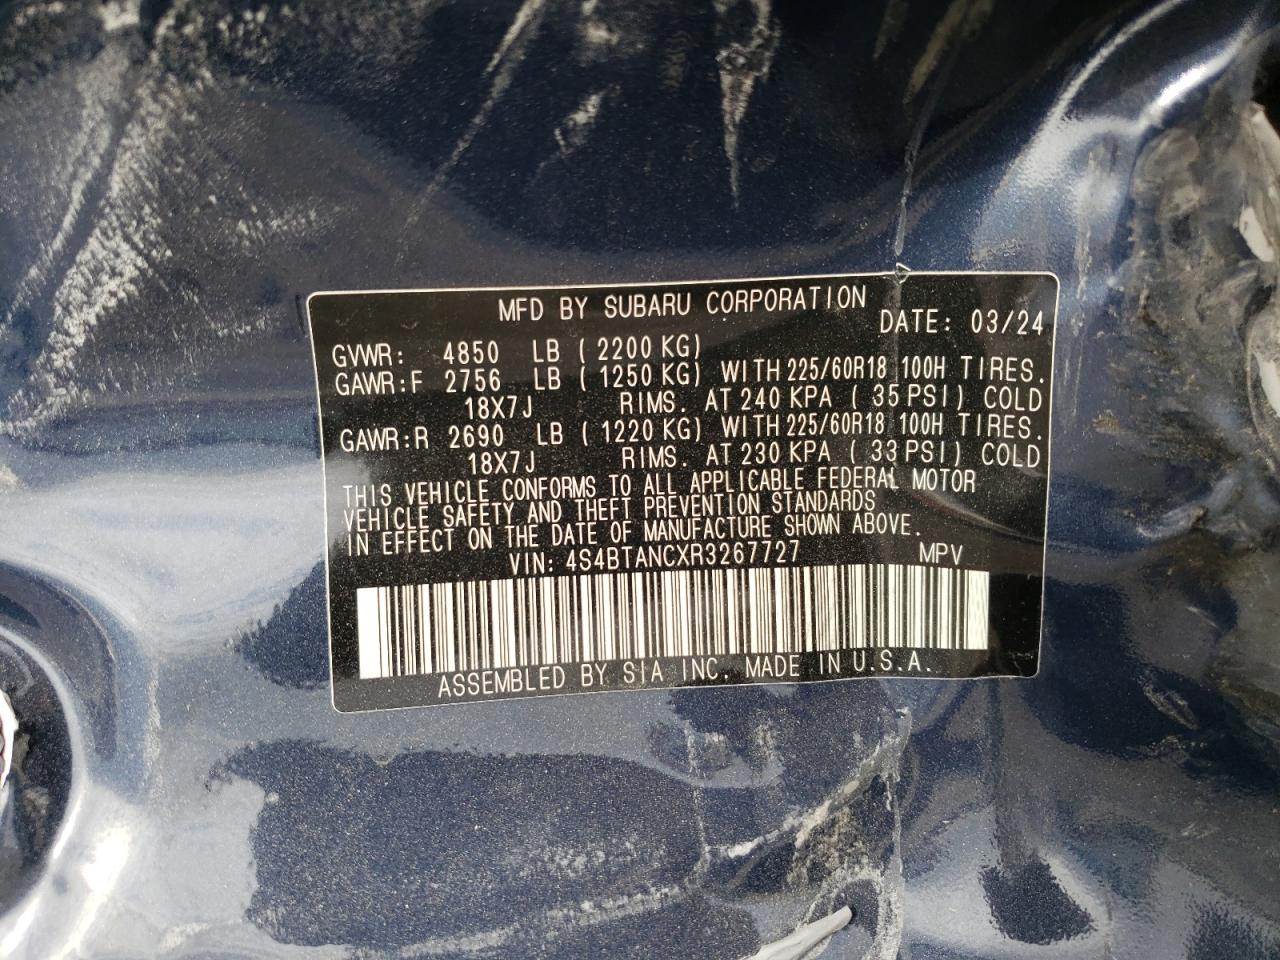 MFD BY SUBARU CORPORATION
DATE: 03/24
GVWR: 4850 LB ( 2200 KG)
GAWR:F 2756 LB ( 1250 KG) WITH 225/60R18 100H TIRES.
18X7J RIMS. AT 240 KPA ( 35 PSI) COLD
GAWR:R 2690 LB ( 1220 KG) WITH 225/60R18 100H TIRES.
18X7J RIMS. AT 230 KPA ( 33 PSI) COLD
THIS VEHICLE CONFORMS TO ALL APPLICABLE FEDERAL MOTOR
VEHICLE SAFETY AND THEFT PREVENTION STANDARDS
IN EFFECT ON THE DATE OF MANUFACTURE SHOWN ABOVE.
VIN: 4S4BTANCXR3267727 MPV
ASSEMBLED BY SIA INC. MADE IN U.S.A.